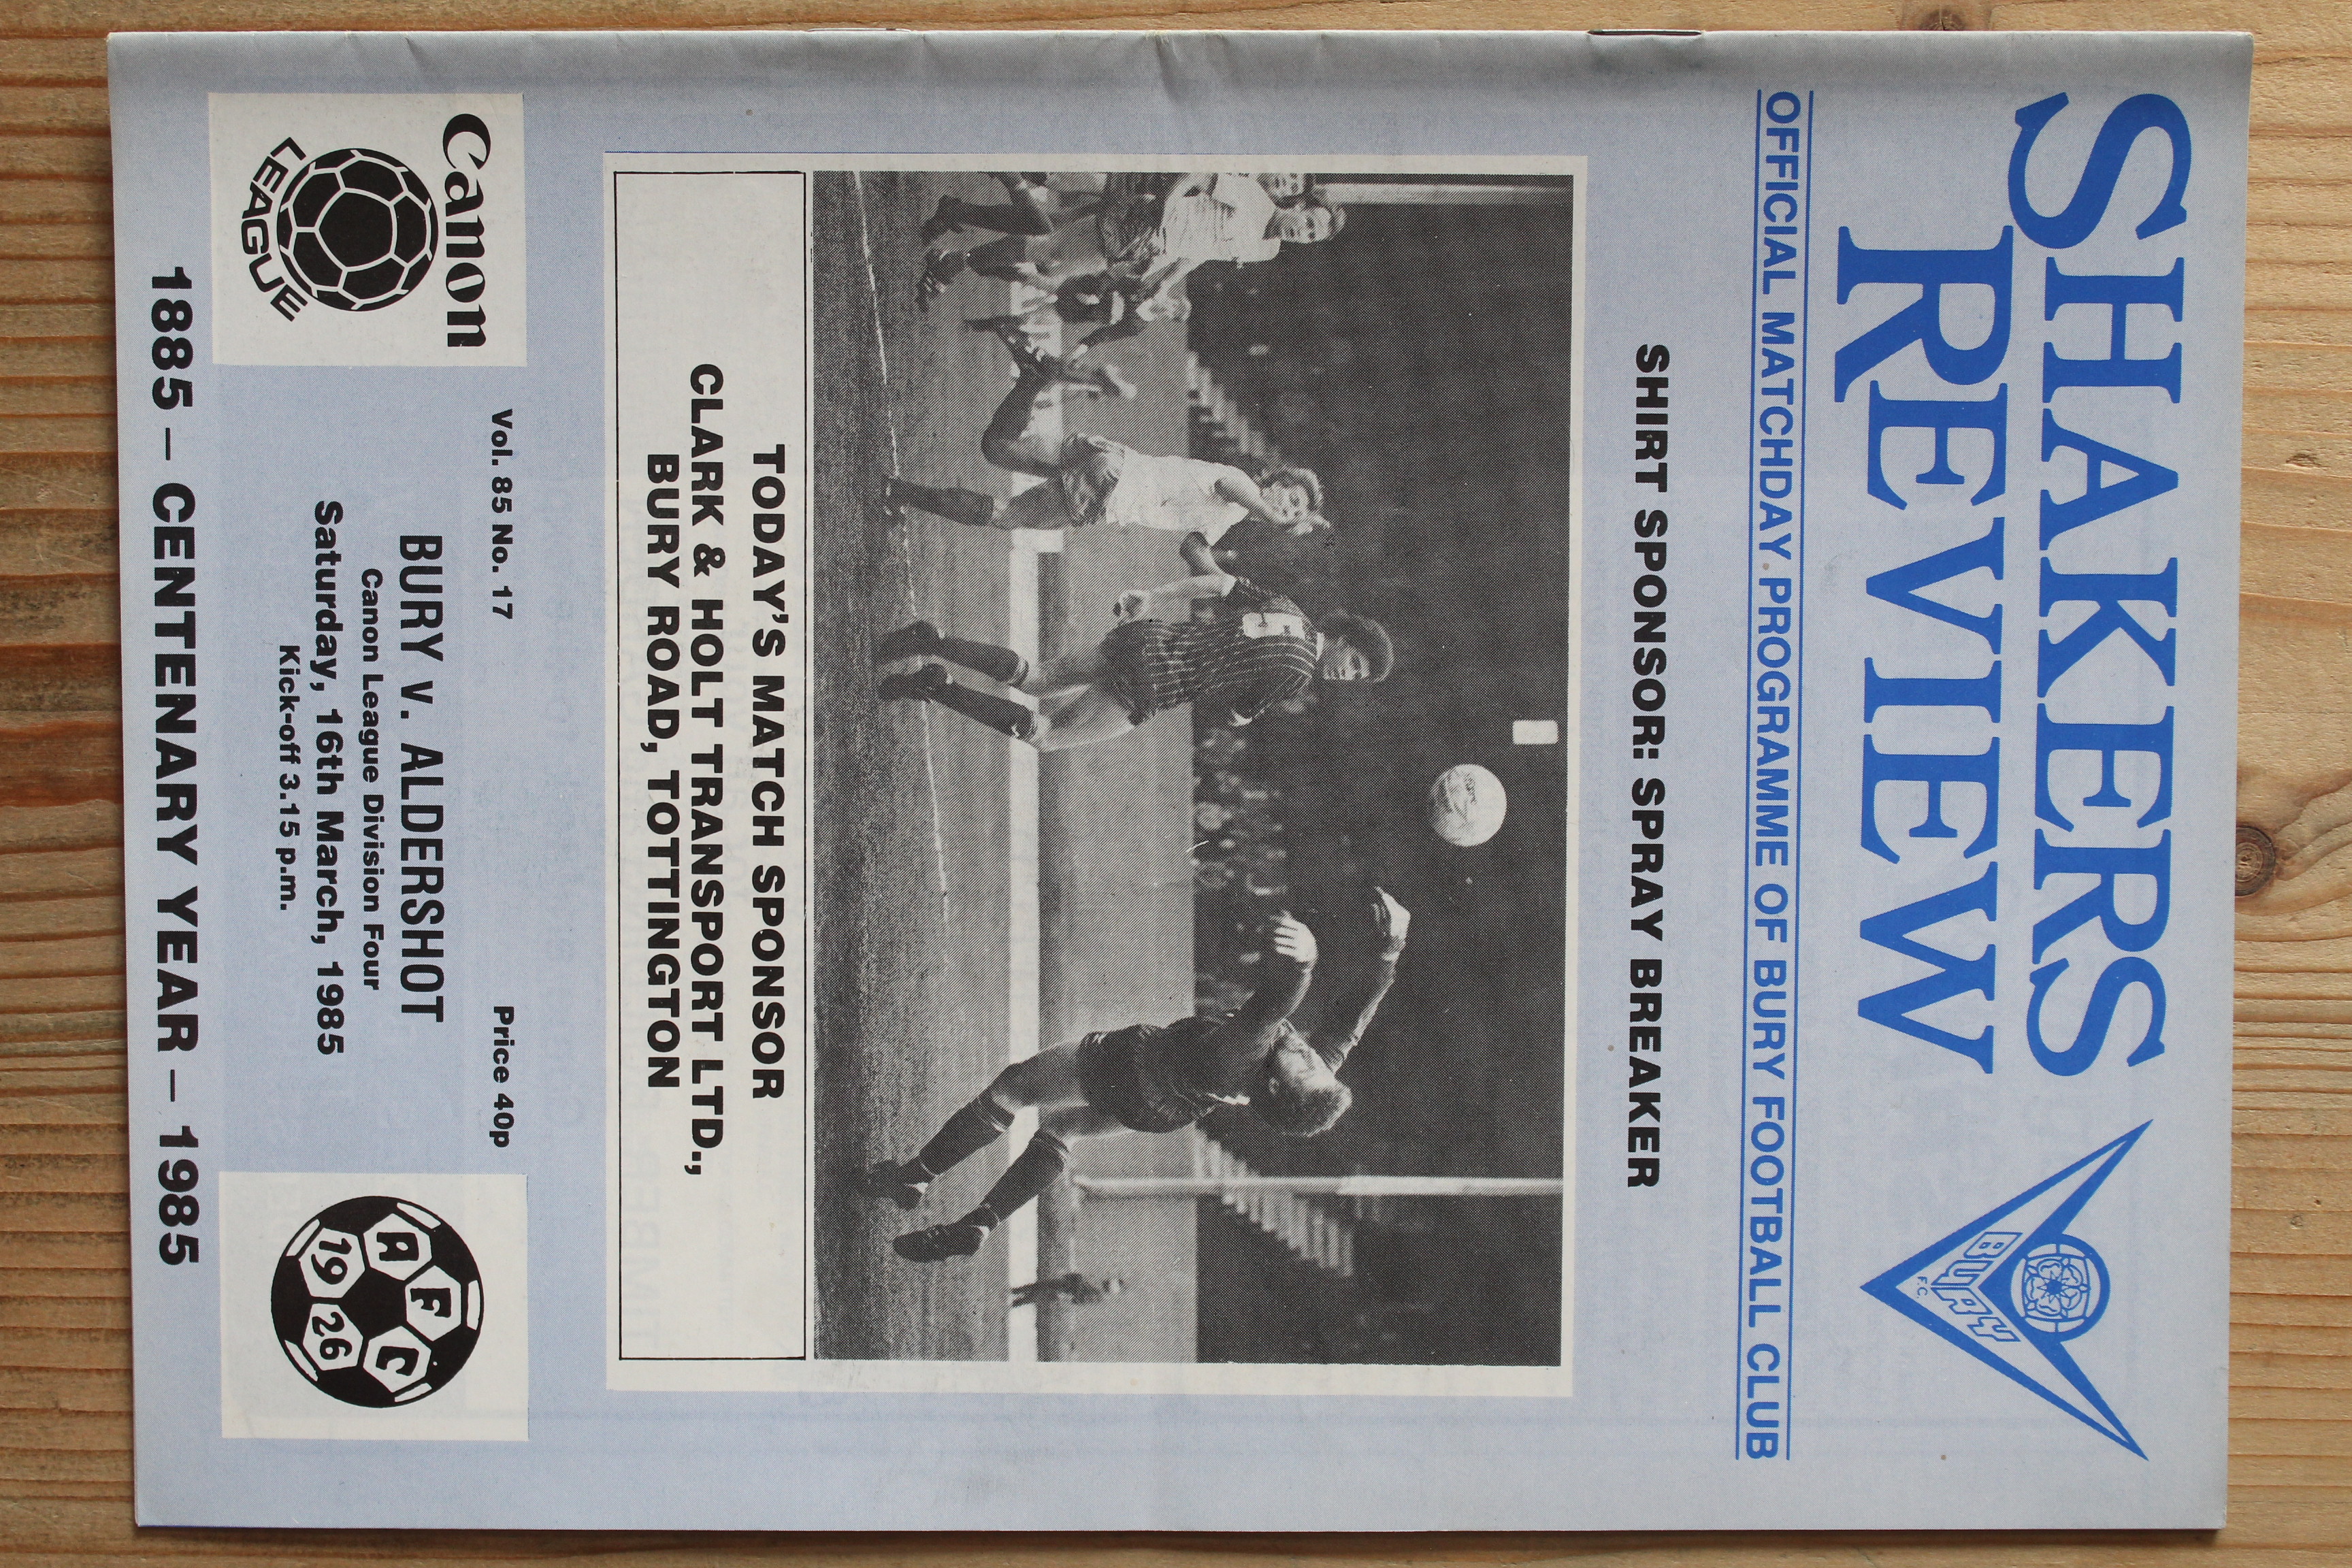 SHAKERS
REVIEW
BURY
F.C.
OFFICIAL MATCHDAY PROGRAMME OF BURY FOOTBALL CLUB
SHIRT SPONSOR: SPRAY BREAKER
5
TODAY'S MATCH SPONSOR
CLARK & HOLT TRANSPORT LTD.,
BURY ROAD, TOTTINGTON
Canon
LEAGUE
Vol. 85 No. 17
Price 40p
BURY v. ALDERSHOT
Canon League Division Four
Saturday, 16th March, 1985
Kick-off 3.15 p.m.
AFC
19 26
1885 — CENTENARY YEAR — 1985